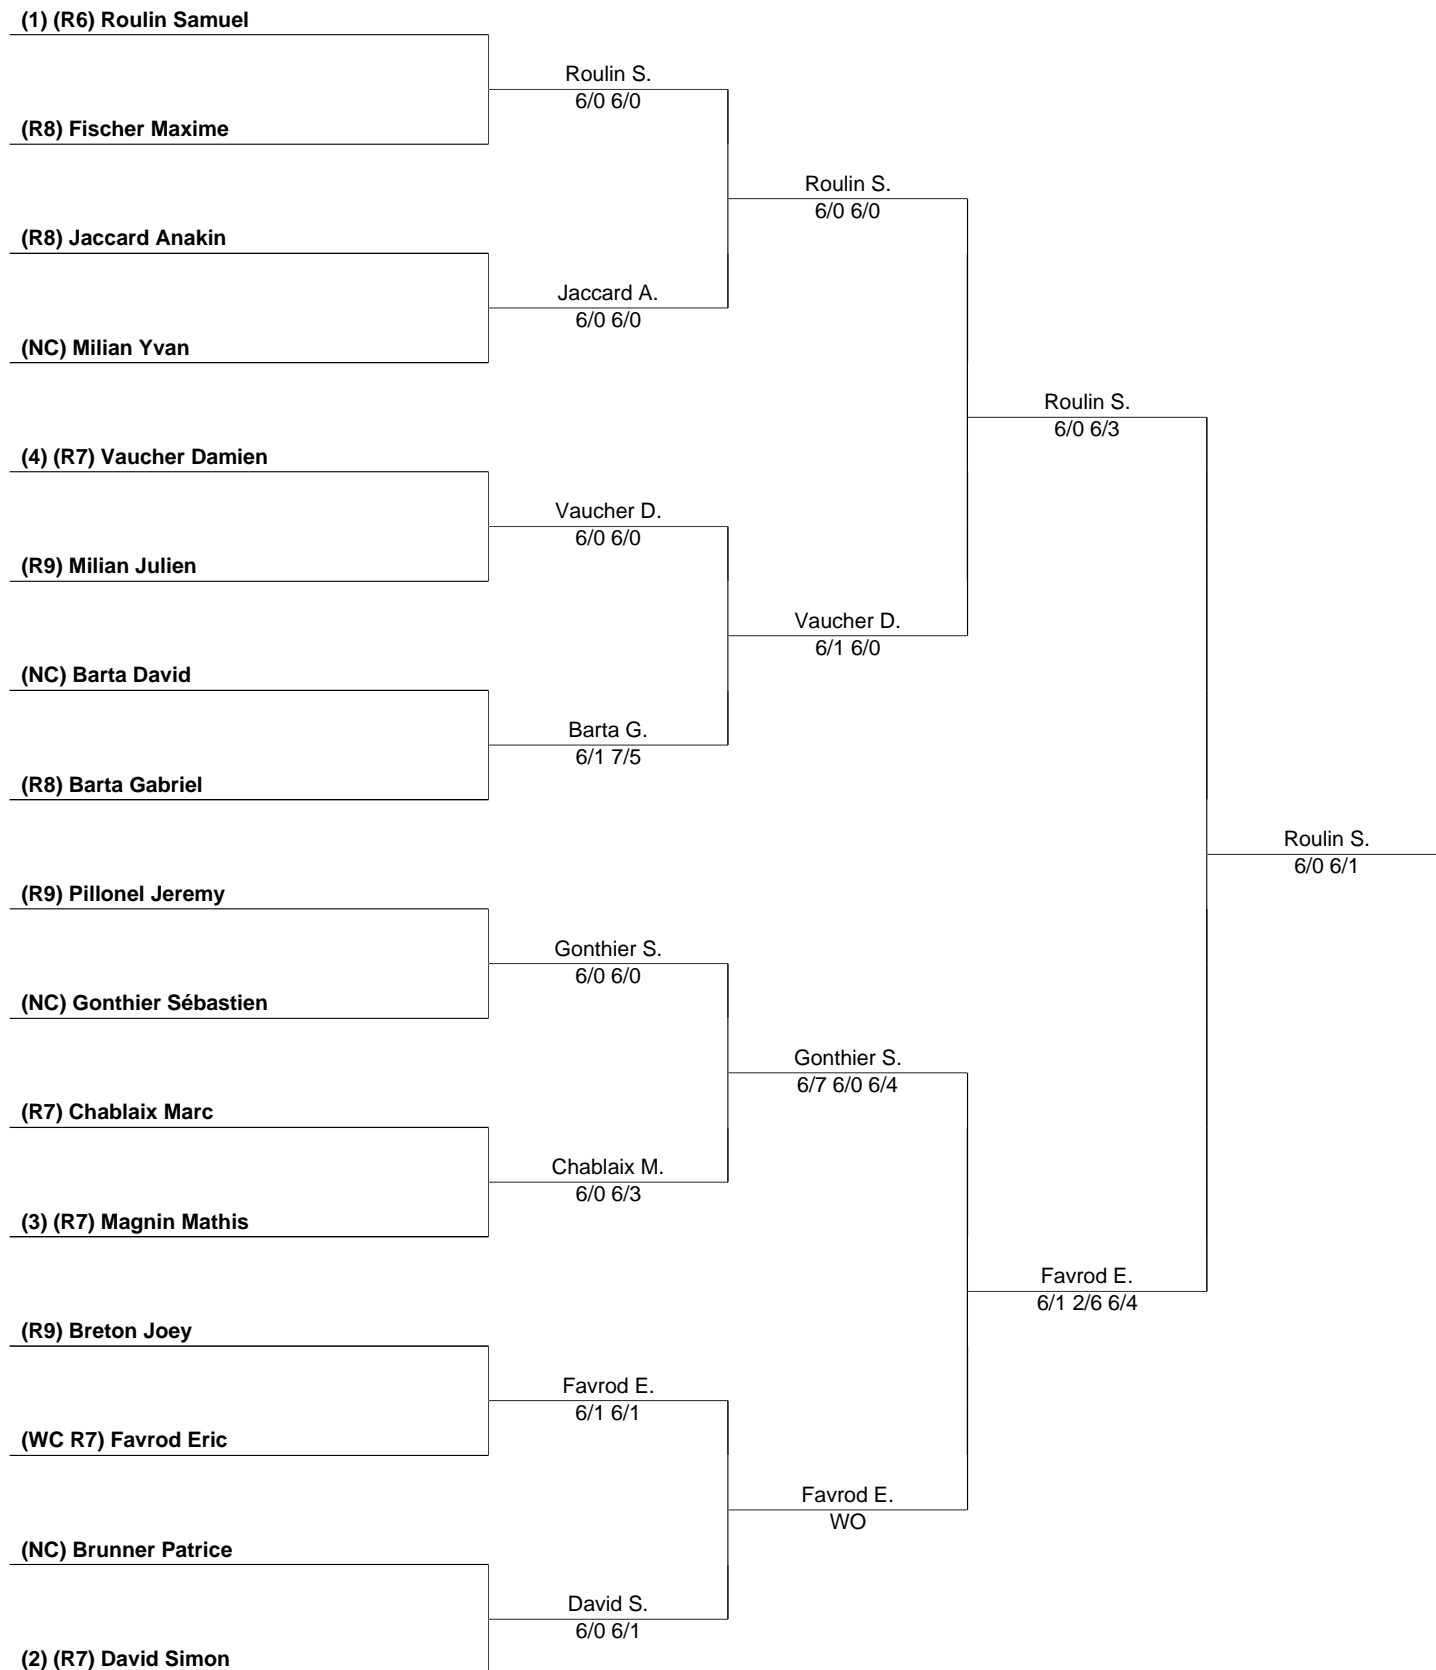 (1) (R6) Roulin Samuel
Roulin S.
6/0 6/0
(R8) Fischer Maxime
Roulin S.
6/0 6/0
(R8) Jaccard Anakin
Jaccard A.
6/0 6/0
(NC) Milian Yvan
Roulin S.
6/0 6/3
(4) (R7) Vaucher Damien
Vaucher D.
6/0 6/0
(R9) Milian Julien
Vaucher D.
6/1 6/0
(NC) Barta David
Barta G.
6/1 7/5
(R8) Barta Gabriel
Roulin S.
6/0 6/1
(R9) Pillonel Jeremy
Gonthier S.
6/0 6/0
(NC) Gonthier Sébastien
Gonthier S.
6/7 6/0 6/4
(R7) Chablaix Marc
Chablaix M.
6/0 6/3
(3) (R7) Magnin Mathis
Favrod E.
6/1 2/6 6/4
(R9) Breton Joey
Favrod E.
6/1 6/1
(WC R7) Favrod Eric
Favrod E.
WO
(NC) Brunner Patrice
David S.
6/0 6/1
(2) (R7) David Simon